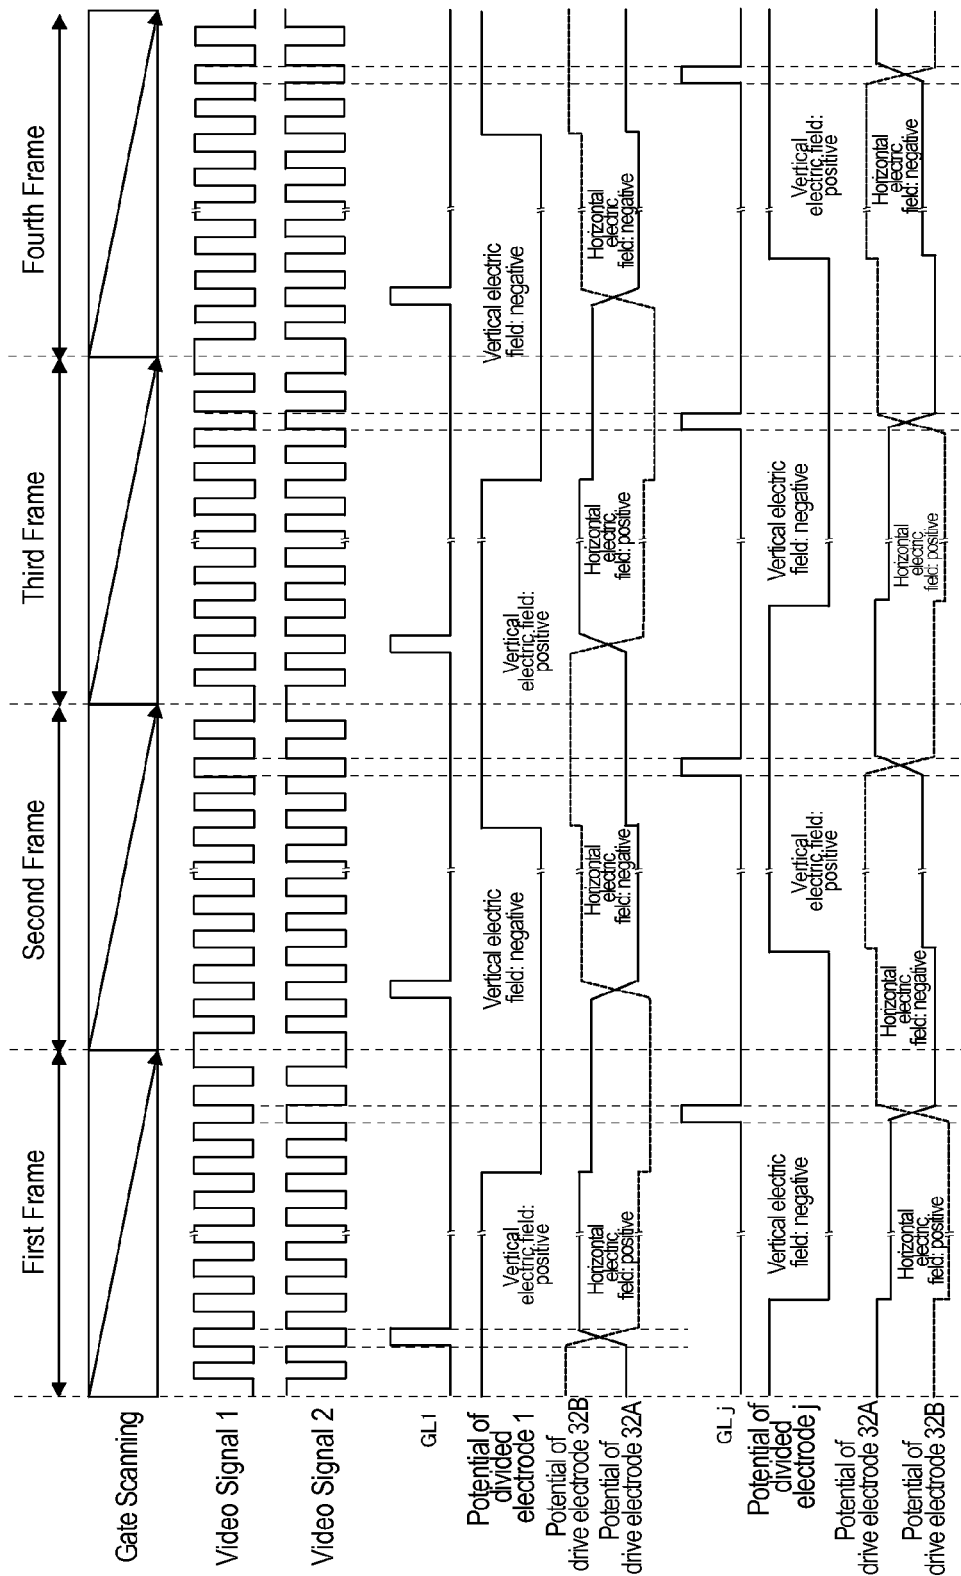 First Frame
Second Frame
Third Frame
Fourth Frame
Gate Scanning
Video Signal 1
Video Signal 2
GL1
Potential of
divided
electrode 1
Vertical
electric field:
positive
Vertical electric
field: negative
Vertical
electric field:
positive
Vertical electric
field: negative
Potential of
drive electrode 32B
Potential of
drive electrode 32A
Horizontal
electric
field: positive
Horizontal
electric
field: negative
Horizontal
electric
field: positive
Horizontal
electric
field: negative
GL j
Potential of
divided
electrode j
Vertical electric
field: negative
Vertical
electric field:
positive
Vertical electric
field: negative
Vertical
electric field:
positive
Potential of
drive electrode 32A
Potential of
drive electrode 32B
Horizontal
electric
field: positive
Horizontal
electric
field: negative
Horizontal
electric
field: positive
Horizontal
electric
field: negative